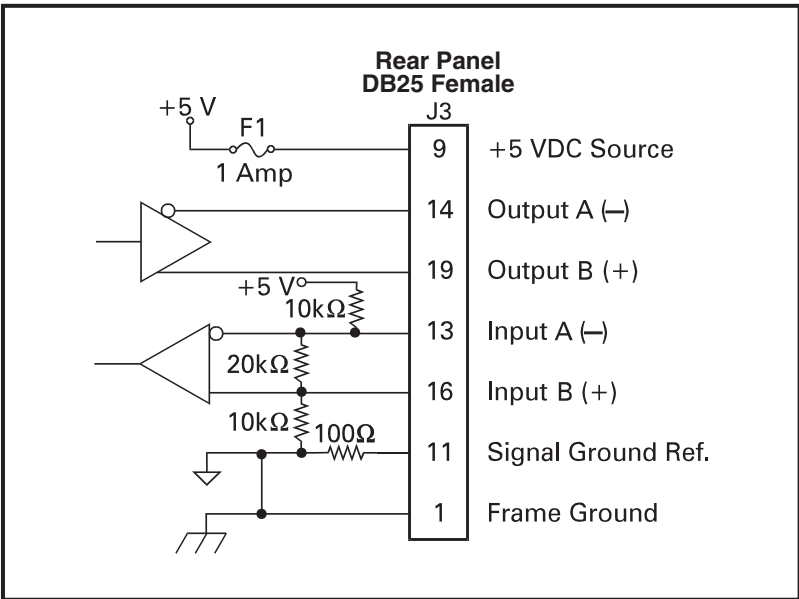 Rear Panel
DB25 Female
J3
+5 V
F1
1 Amp
9 +5 VDC Source
14 Output A (–)
19 Output B (+)
+5 V
10kΩ
13 Input A (–)
20kΩ
16 Input B (+)
10kΩ
100Ω
11 Signal Ground Ref.
1 Frame Ground